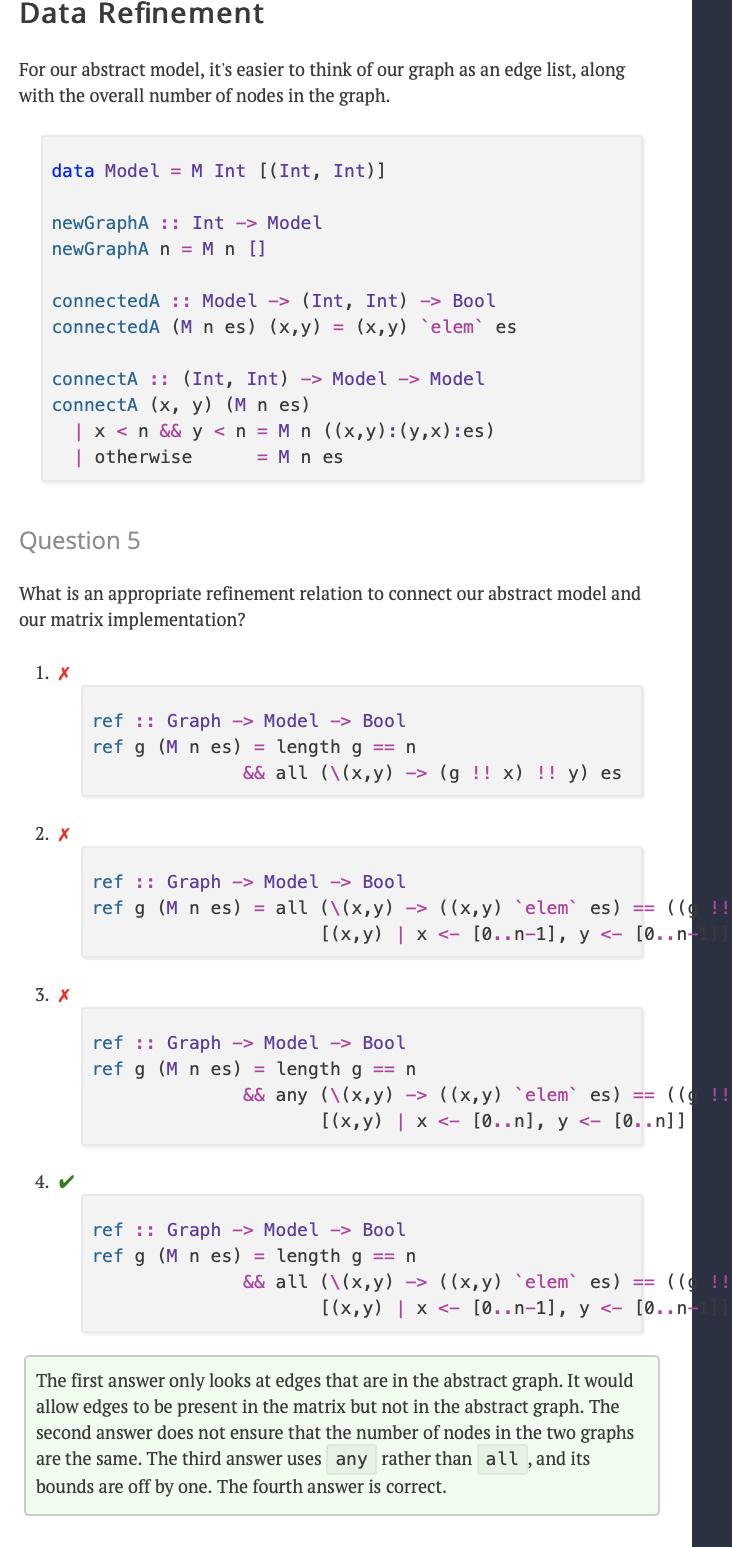 Data Refinement
For our abstract model, it's easier to think of our graph as an edge list, along
with the overall number of nodes in the graph.
data Model = M Int [(Int, Int)]
newGraphA :: Int -> Model
newGraphA n = M n []
connectedA :: Model -> (Int, Int) -> Bool
connectedA (M n es) (x,y) = (x,y) `elem` es
connectA :: (Int, Int) -> Model -> Model
connectA (x, y) (M n es)
  | x < n && y < n = M n ((x,y):(y,x):es)
  | otherwise      = M n es
Question 5
What is an appropriate refinement relation to connect our abstract model and
our matrix implementation?
1. ✗
ref :: Graph -> Model -> Bool
ref g (M n es) = length g == n
              && all (\(x,y) -> (g !! x) !! y) es
2. ✗
ref :: Graph -> Model -> Bool
ref g (M n es) = all (\(x,y) -> ((x,y) `elem` es) == ((g !!
                     [(x,y) | x <- [0..n-1], y <- [0..n-1]]
3. ✗
ref :: Graph -> Model -> Bool
ref g (M n es) = length g == n
              && any (\(x,y) -> ((x,y) `elem` es) == ((g !!
                     [(x,y) | x <- [0..n], y <- [0..n]]
4. ✔
ref :: Graph -> Model -> Bool
ref g (M n es) = length g == n
              && all (\(x,y) -> ((x,y) `elem` es) == ((g !!
                     [(x,y) | x <- [0..n-1], y <- [0..n-1]]
The first answer only looks at edges that are in the abstract graph. It would
allow edges to be present in the matrix but not in the abstract graph. The
second answer does not ensure that the number of nodes in the two graphs
are the same. The third answer uses any rather than all , and its
bounds are off by one. The fourth answer is correct.